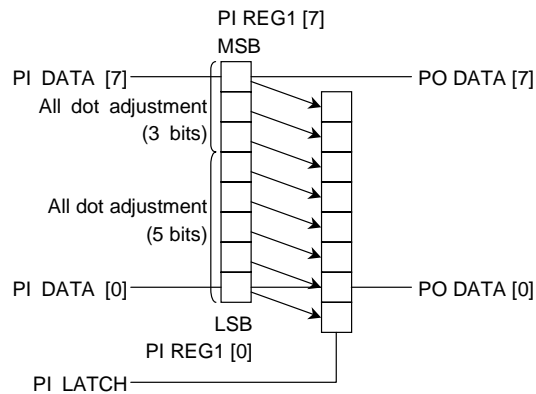 PI REG1 [7]
MSB
PI DATA [7]
PO DATA [7]
All dot adjustment
(3 bits)
All dot adjustment
(5 bits)
PI DATA [0]
PO DATA [0]
LSB
PI REG1 [0]
PI LATCH